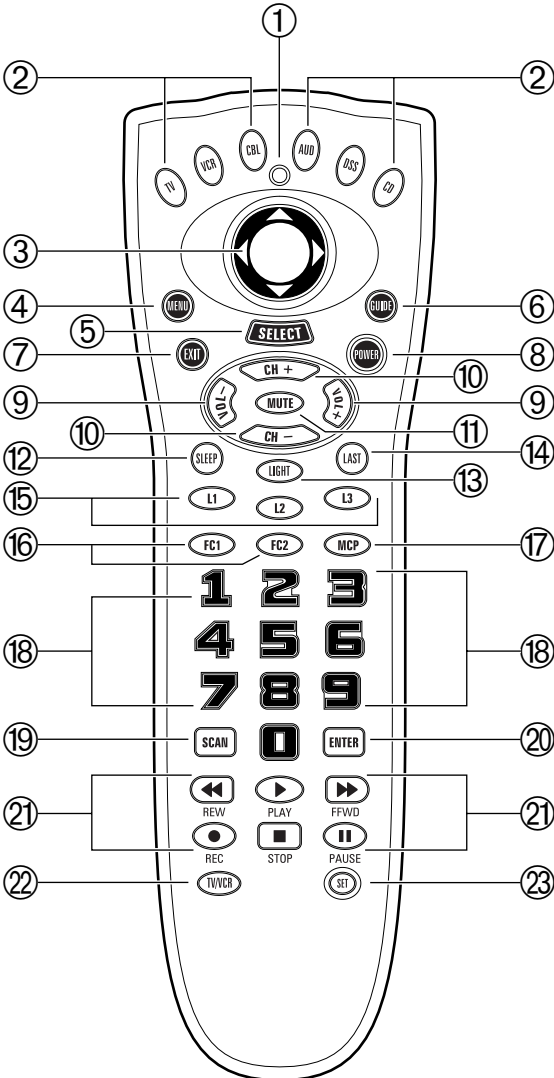 ①
② ②
TV VCR CBL AUD DSS CD
③
④ MENU GUIDE ⑥
⑤ SELECT
⑦ EXIT POWER ⑧
CH + ⑩
⑨ VOL − MUTE VOL + ⑨
⑩ CH − ⑪
⑫ SLEEP LIGHT LAST ⑭
⑬
⑮ L1 L2 L3
⑯ FC1 FC2 MCP ⑰
1 2 3
⑱ 4 5 6 ⑱
7 8 9
⑲ SCAN 0 ENTER ⑳
㉑ REW PLAY FFWD ㉑
REC STOP PAUSE
㉒ TV/VCR SET ㉓